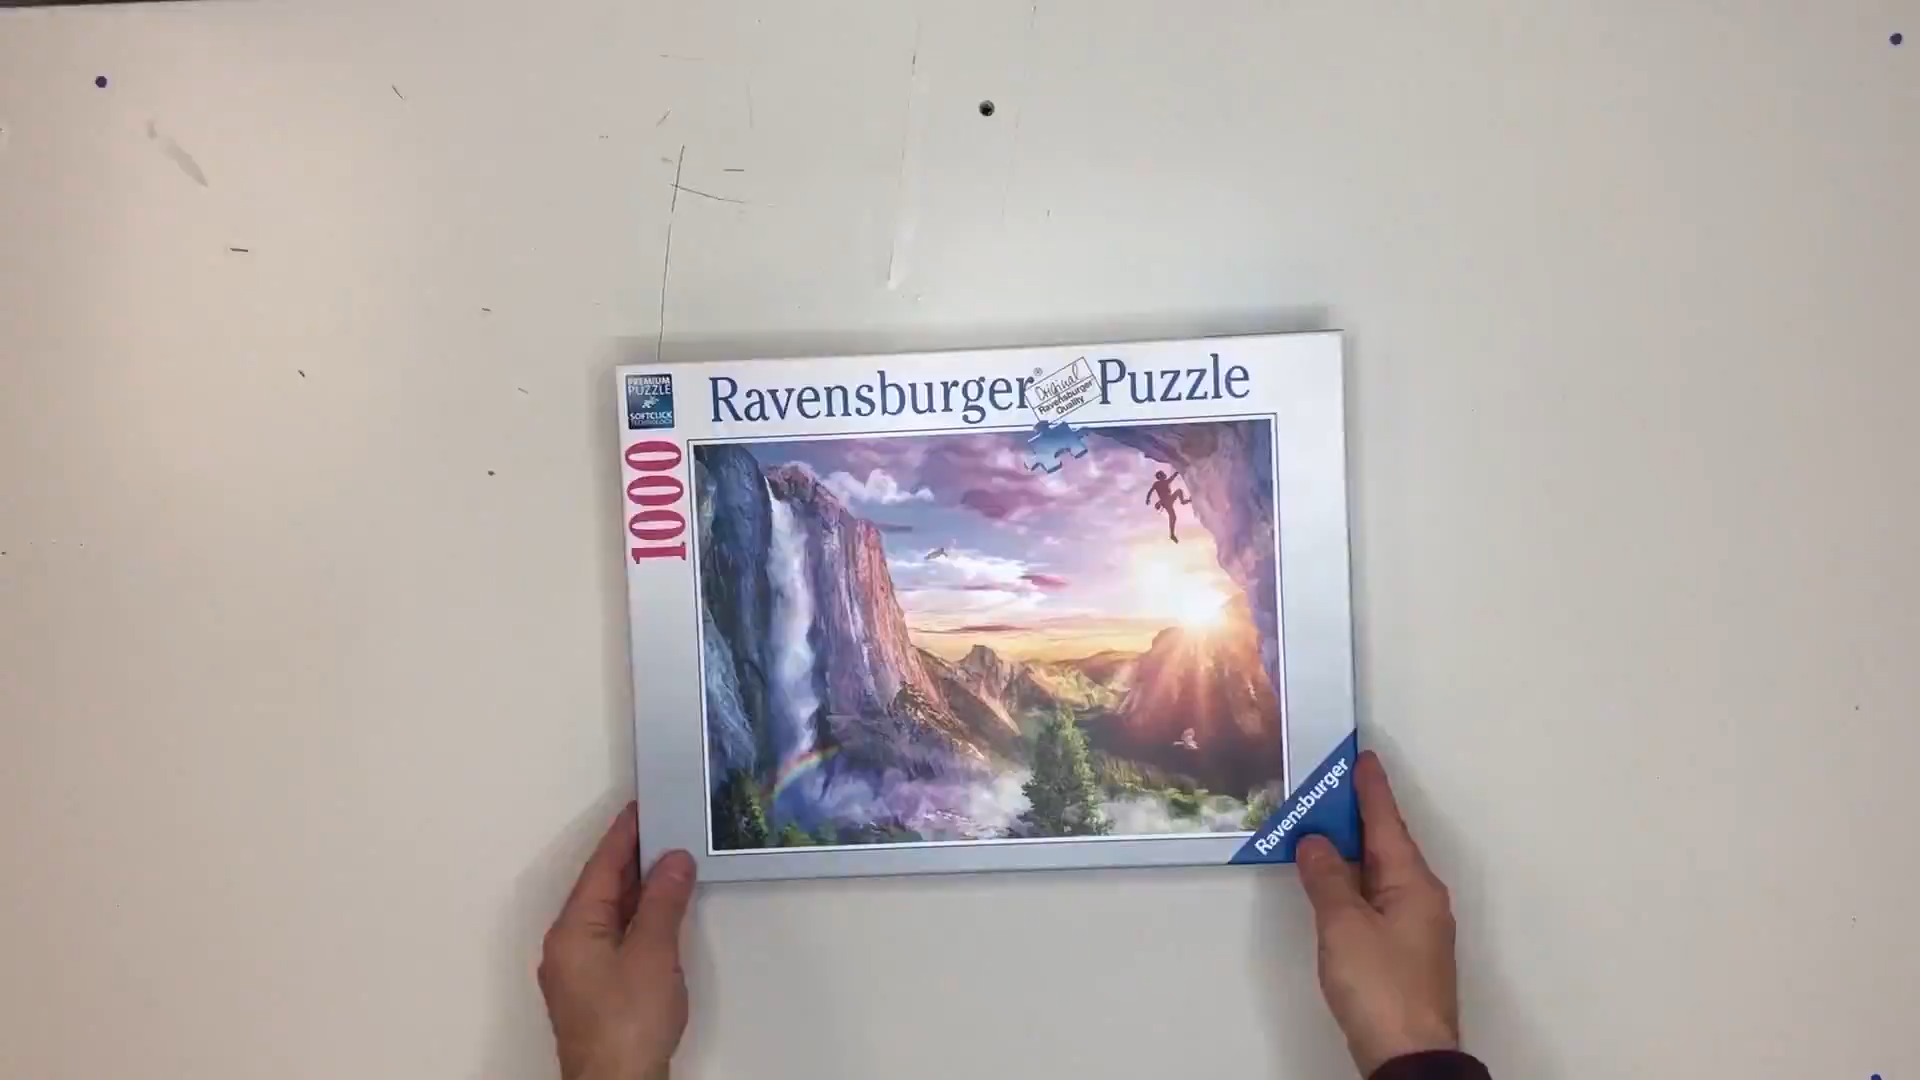 PREMIUM
PUZZLE
SOFTCLICK
TECHNOLOGY
Ravensburger® Puzzle
Original
Ravensburger
Quality
1000
Ravensburger